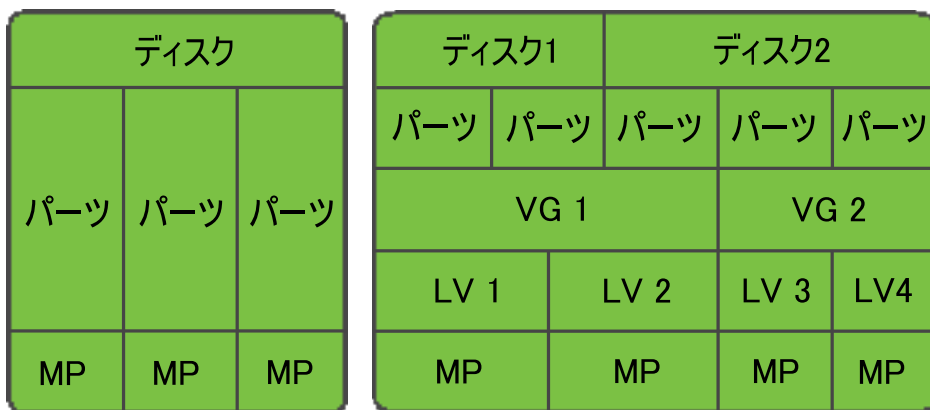 ディスク
パーツ パーツ パーツ
MP MP MP
ディスク1 ディスク2
パーツ パーツ パーツ パーツ パーツ
VG 1 VG 2
LV 1 LV 2 LV 3 LV4
MP MP MP MP